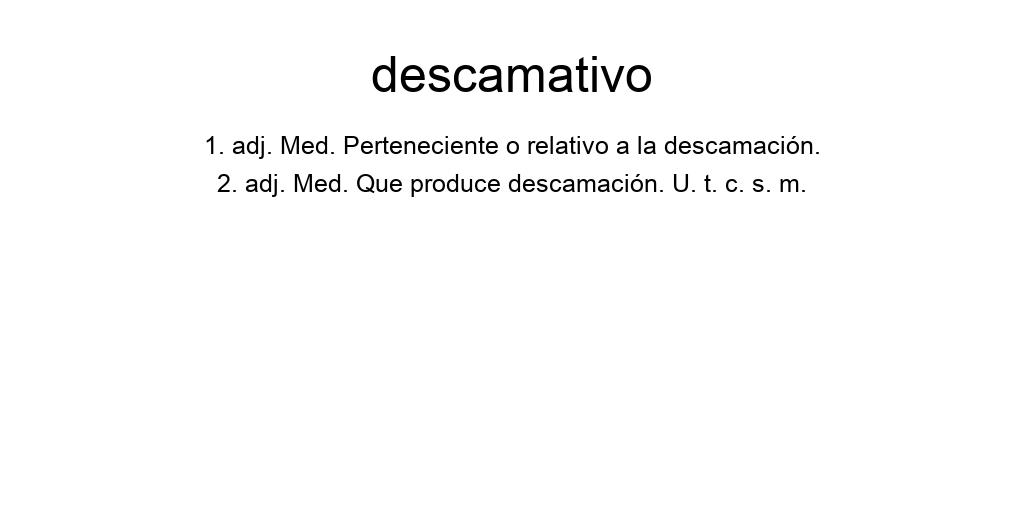 descamativo
1. adj. Med. Perteneciente o relativo a la descamación.
2. adj. Med. Que produce descamación. U. t. c. s. m.